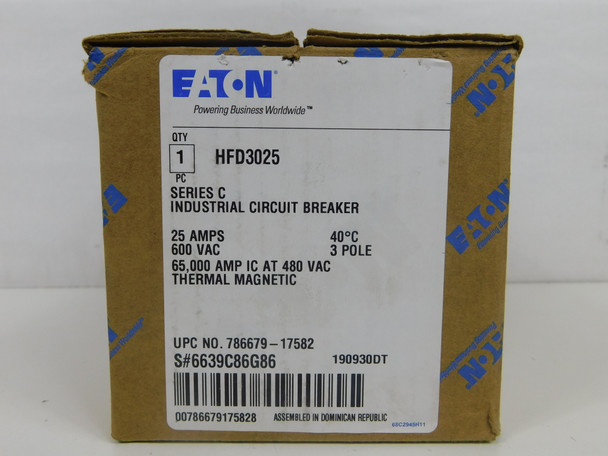 EATON
Powering Business Worldwide™
QTY
1 HFD3025
PC
SERIES C
INDUSTRIAL CIRCUIT BREAKER
25 AMPS 40°C
600 VAC 3 POLE
65,000 AMP IC AT 480 VAC
THERMAL MAGNETIC
UPC NO. 786679-17582
S#6639C86G86 190930DT
00786679175828 ASSEMBLED IN DOMINICAN REPUBLIC